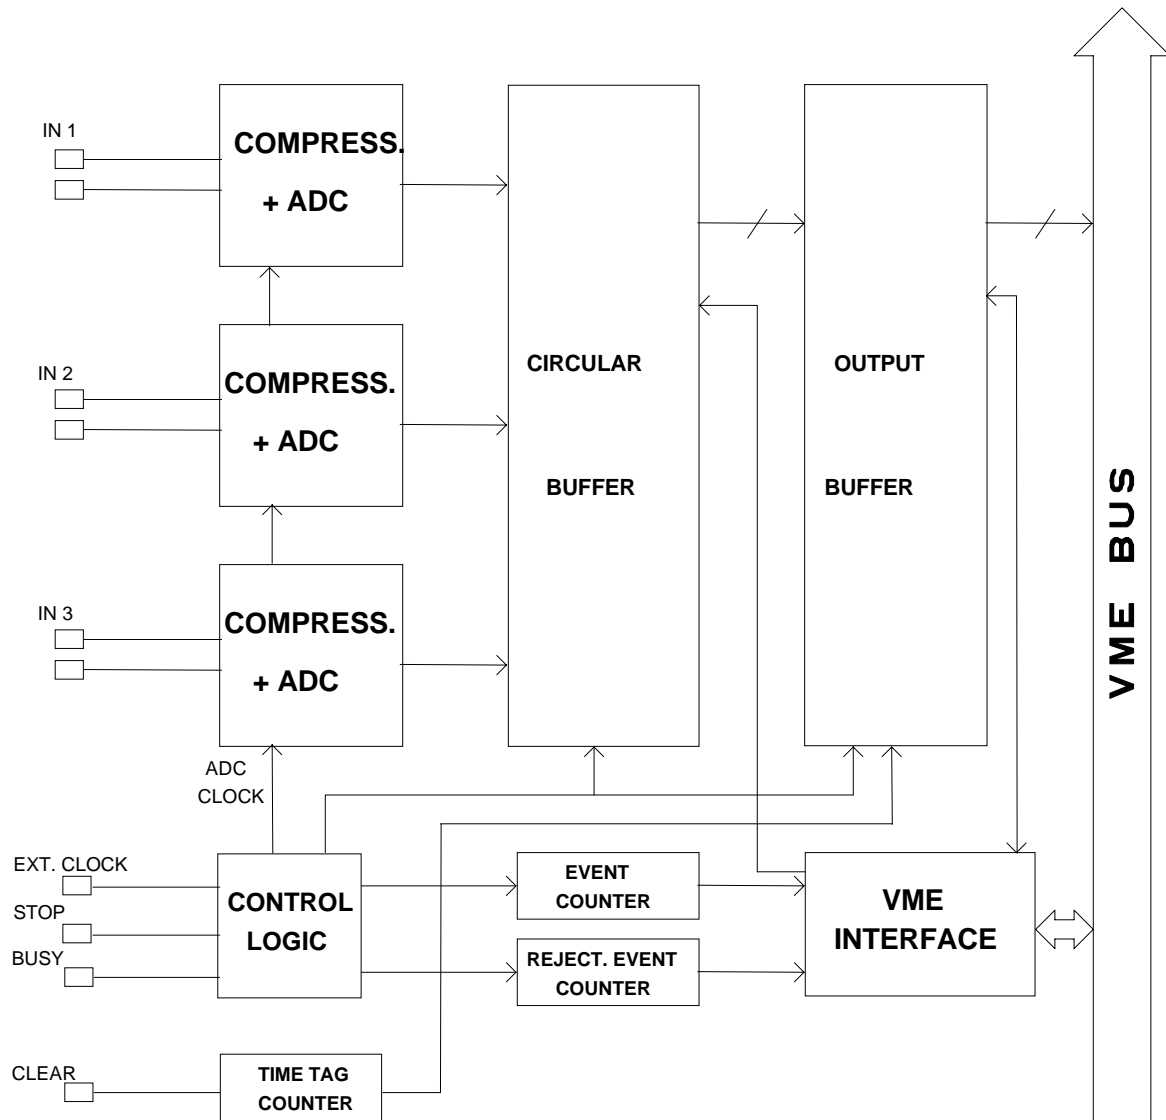 IN 1
COMPRESS.
+ ADC
IN 2
COMPRESS.
+ ADC
IN 3
COMPRESS.
+ ADC
CIRCULAR
BUFFER
OUTPUT
BUFFER
VME BUS
ADC
CLOCK
EXT. CLOCK
STOP
BUSY
CONTROL
LOGIC
EVENT
COUNTER
REJECT. EVENT
COUNTER
VME
INTERFACE
CLEAR
TIME TAG
COUNTER